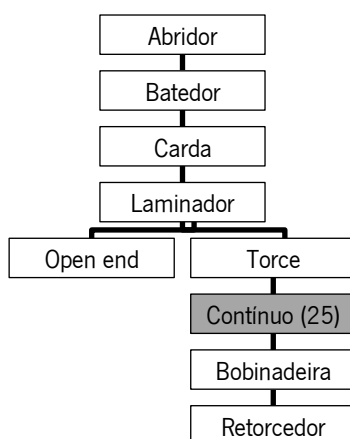 Abridor
Batedor
Carda
Laminador
Open end
Torce
Contínuo (25)
Bobinadeira
Retorcedor